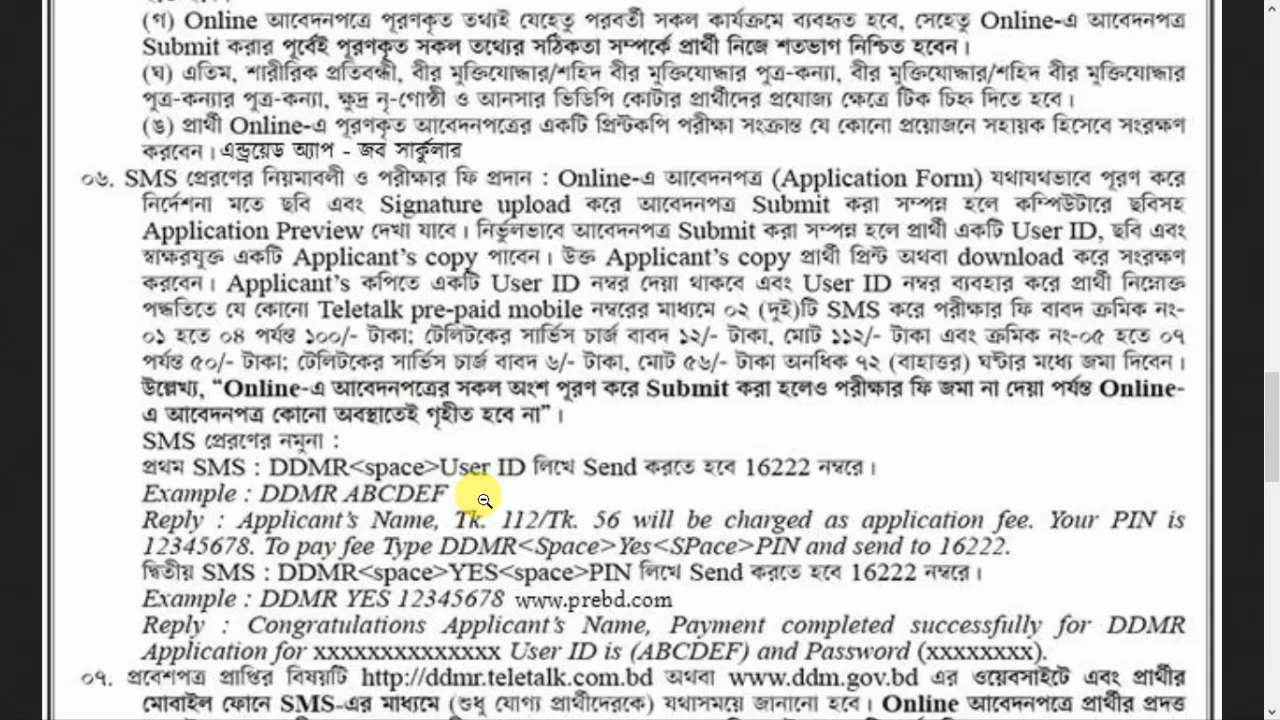 (গ) Online আবেদনপত্রে পূরণকৃত তথ্যই যেহেতু পরবর্তী সকল কার্যক্রমে ব্যবহৃত হবে, সেহেতু Online-এ আবেদনপত্র
Submit করার পূর্বেই পূরণকৃত সকল তথ্যের সঠিকতা সম্পর্কে প্রার্থী নিজে শতভাগ নিশ্চিত হবেন।
(ঘ) এতিম, শারীরিক প্রতিবন্ধী, বীর মুক্তিযোদ্ধার/শহিদ বীর মুক্তিযোদ্ধার পুত্র-কন্যা, বীর মুক্তিযোদ্ধার/শহিদ বীর মুক্তিযোদ্ধার
পুত্র-কন্যার পুত্র-কন্যা, ক্ষুদ্র নৃ-গোষ্ঠী ও আনসার ভিডিপি কোটার প্রার্থীদের প্রযোজ্য ক্ষেত্রে টিক চিহ্ন দিতে হবে।
(ঙ) প্রার্থী Online-এ পূরণকৃত আবেদনপত্রের একটি প্রিন্টকপি পরীক্ষা সংক্রান্ত যে কোনো প্রয়োজনে সহায়ক হিসেবে সংরক্ষণ
করবেন। এন্ড্রয়েড অ্যাপ - জব সার্কুলার
০৬. SMS প্রেরণের নিয়মাবলী ও পরীক্ষার ফি প্রদান : Online-এ আবেদনপত্র (Application Form) যথাযথভাবে পূরণ করে
নির্দেশনা মতে ছবি এবং Signature upload করে আবেদনপত্র Submit করা সম্পন্ন হলে কম্পিউটারে ছবিসহ
Application Preview দেখা যাবে। নির্ভুলভাবে আবেদনপত্র Submit করা সম্পন্ন হলে প্রার্থী একটি User ID, ছবি এবং
স্বাক্ষরযুক্ত একটি Applicant's copy পাবেন। উক্ত Applicant's copy প্রার্থী প্রিন্ট অথবা download করে সংরক্ষণ
করবেন। Applicant's কপিতে একটি User ID নম্বর দেয়া থাকবে এবং User ID নম্বর ব্যবহার করে প্রার্থী নিম্নোক্ত
পদ্ধতিতে যে কোনো Teletalk pre-paid mobile নম্বরের মাধ্যমে ০২ (দুই)টি SMS করে পরীক্ষার ফি বাবদ ক্রমিক নং-
০১ হতে ০৪ পর্যন্ত ১০০/- টাকা; টেলিটকের সার্ভিস চার্জ বাবদ ১২/- টাকা, মোট ১১২/- টাকা এবং ক্রমিক নং-০৫ হতে ০৭
পর্যন্ত ৫০/- টাকা; টেলিটকের সার্ভিস চার্জ বাবদ ৬/- টাকা, মোট ৫৬/- টাকা অনধিক ৭২ (বাহাত্তর) ঘন্টার মধ্যে জমা দিবেন।
উল্লেখ্য, “Online-এ আবেদনপত্রের সকল অংশ পূরণ করে Submit করা হলেও পরীক্ষার ফি জমা না দেয়া পর্যন্ত Online-
এ আবেদনপত্র কোনো অবস্থাতেই গৃহীত হবে না”।
SMS প্রেরণের নমুনা :
প্রথম SMS : DDMR<space>User ID লিখে Send করতে হবে 16222 নম্বরে।
Example : DDMR ABCDEF
Reply : Applicant's Name, Tk. 112/Tk. 56 will be charged as application fee. Your PIN is
12345678. To pay fee Type DDMR<Space>Yes<SPace>PIN and send to 16222.
দ্বিতীয় SMS : DDMR<space>YES<space>PIN লিখে Send করতে হবে 16222 নম্বরে।
Example : DDMR YES 12345678 www.prebd.com
Reply : Congratulations Applicant's Name, Payment completed successfully for DDMR
Application for xxxxxxxxxxxxxx User ID is (ABCDEF) and Password (xxxxxxxx).
০৭. প্রবেশপত্র প্রাপ্তির বিষয়টি http://ddmr.teletalk.com.bd অথবা www.ddm.gov.bd এর ওয়েবসাইটে এবং প্রার্থীর
মোবাইল ফোনে SMS-এর মাধ্যমে (শুধু যোগ্য প্রার্থীদেরকে) যথাসময়ে জানানো হবে। Online আবেদনপত্রে প্রার্থীর প্রদত্ত